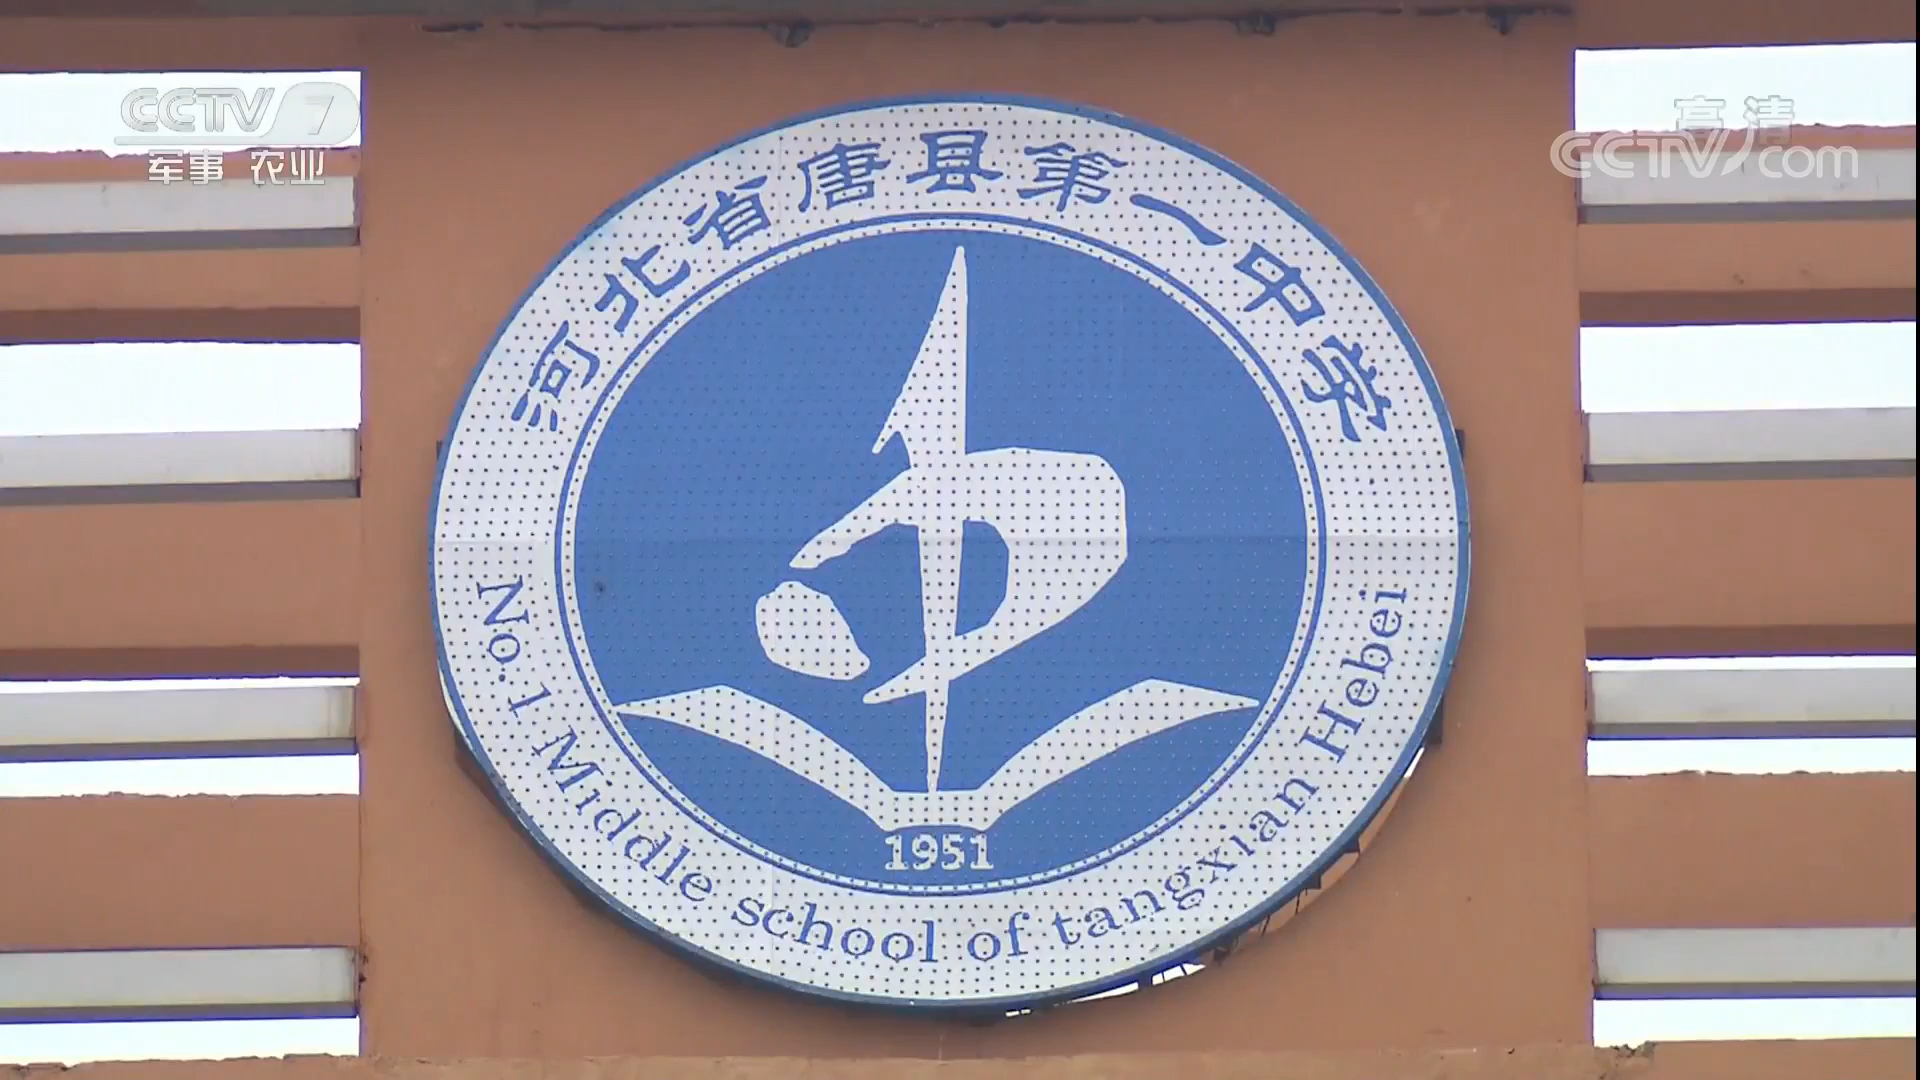 CCTV 7
军事 农业
高清
CCTV.com
河北省唐县第一中学
1951
No.1 Middle school of tangxian Hebei